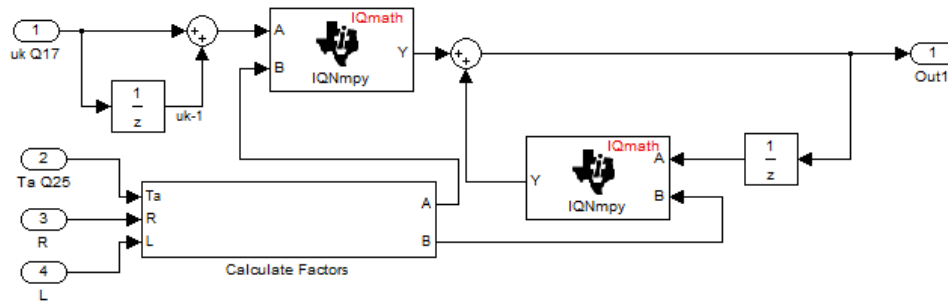 1
uk Q17
+
+
1
z
uk-1
A
B
IQmath
IQNmpy
Y
+
+
1
Out1
IQmath
Y
A
B
IQNmpy
1
z
2
Ta Q25
3
R
4
L
Ta
R
L
A
B
Calculate Factors